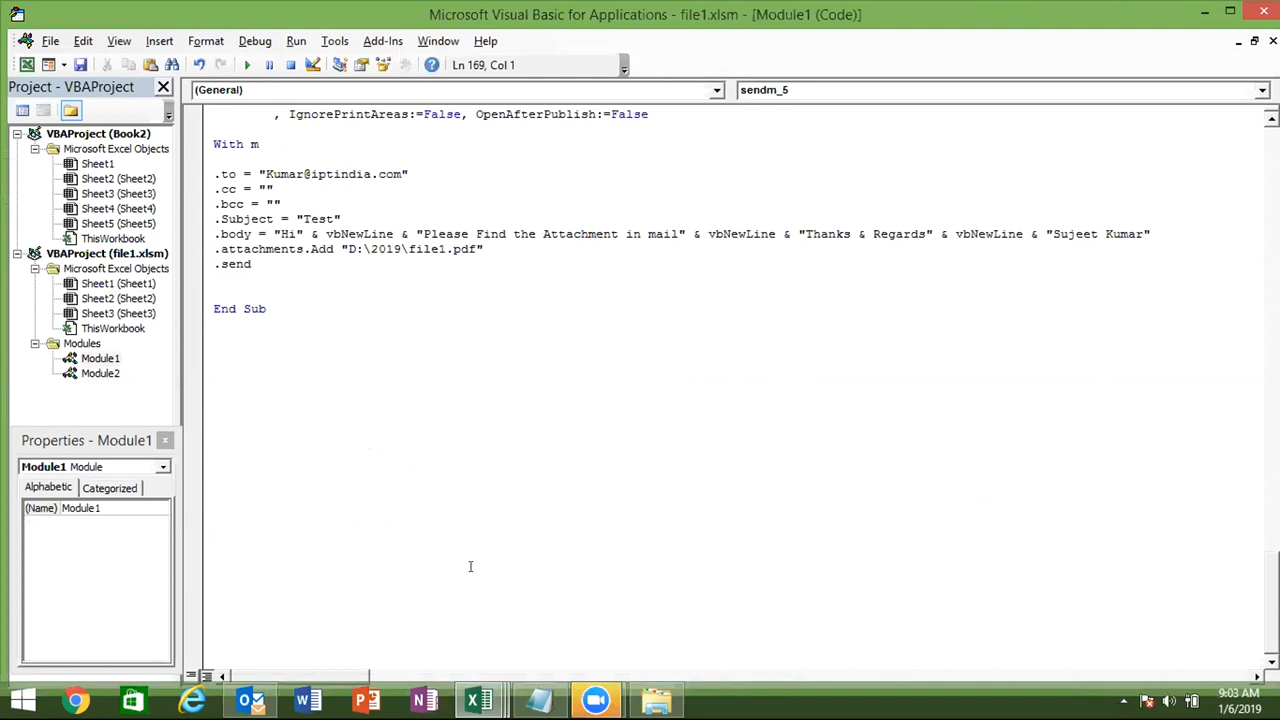 Microsoft Visual Basic for Applications - file1.xlsm - [Module1 (Code)]
File Edit View Insert Format Debug Run Tools Add-Ins Window Help
Ln 169, Col 1
Project - VBAProject
(General)
sendm_5
VBAProject (Book2)
Microsoft Excel Objects
Sheet1
Sheet2 (Sheet2)
Sheet3 (Sheet3)
Sheet4 (Sheet4)
Sheet5 (Sheet5)
ThisWorkbook
VBAProject (file1.xlsm)
Microsoft Excel Objects
Sheet1 (Sheet1)
Sheet2 (Sheet2)
Sheet3 (Sheet3)
ThisWorkbook
Modules
Module1
Module2
, IgnorePrintAreas:=False, OpenAfterPublish:=False
With m
.to = "Kumar@iptindia.com"
.cc = ""
.bcc = ""
.Subject = "Test"
.body = "Hi" & vbNewLine & "Please Find the Attachment in mail" & vbNewLine & "Thanks & Regards" & vbNewLine & "Sujeet Kumar"
.attachments.Add "D:\2019\file1.pdf"
.send
End Sub
Properties - Module1
Module1 Module
Alphabetic Categorized
(Name) Module1
9:03 AM
1/6/2019